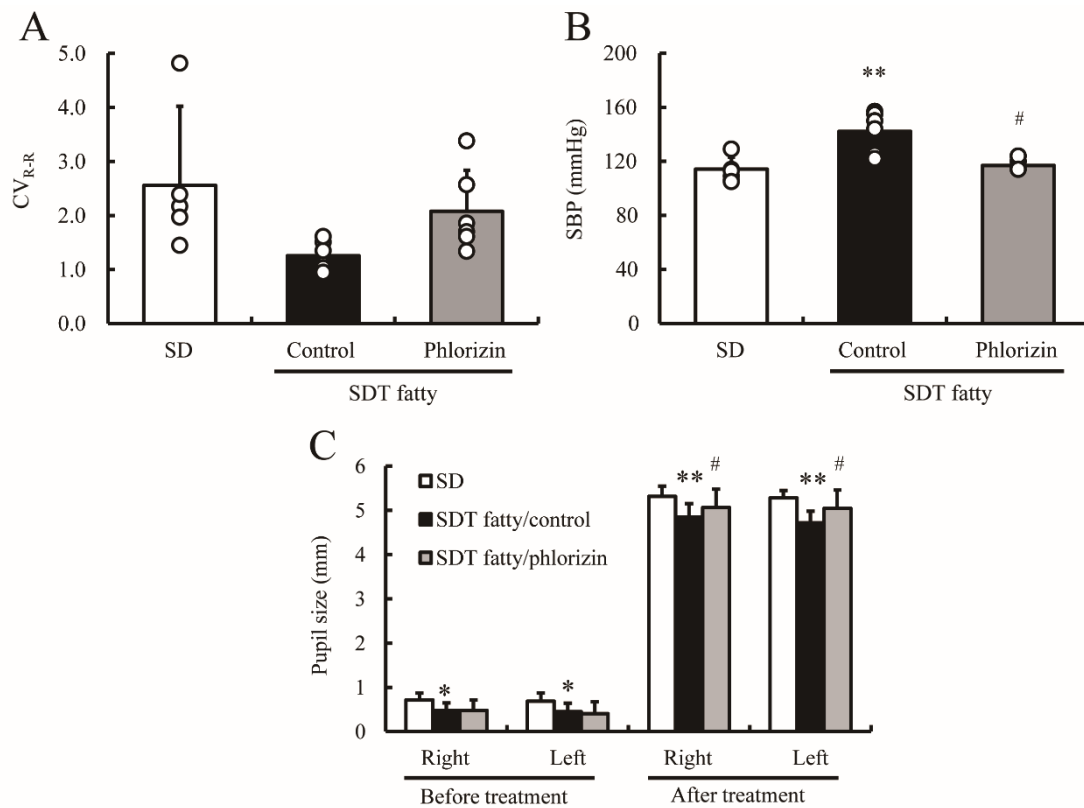 A
5.0
4.0
3.0
2.0
1.0
0.0
CV_R-R
SD Control Phlorizin
SDT fatty
B
200
160
120
80
40
0
SBP (mmHg)
**
#
SD Control Phlorizin
SDT fatty
C
6
5
4
3
2
1
0
Pupil size (mm)
SD
SDT fatty/control
SDT fatty/phlorizin
* * ** # ** #
Right Left Right Left
Before treatment After treatment